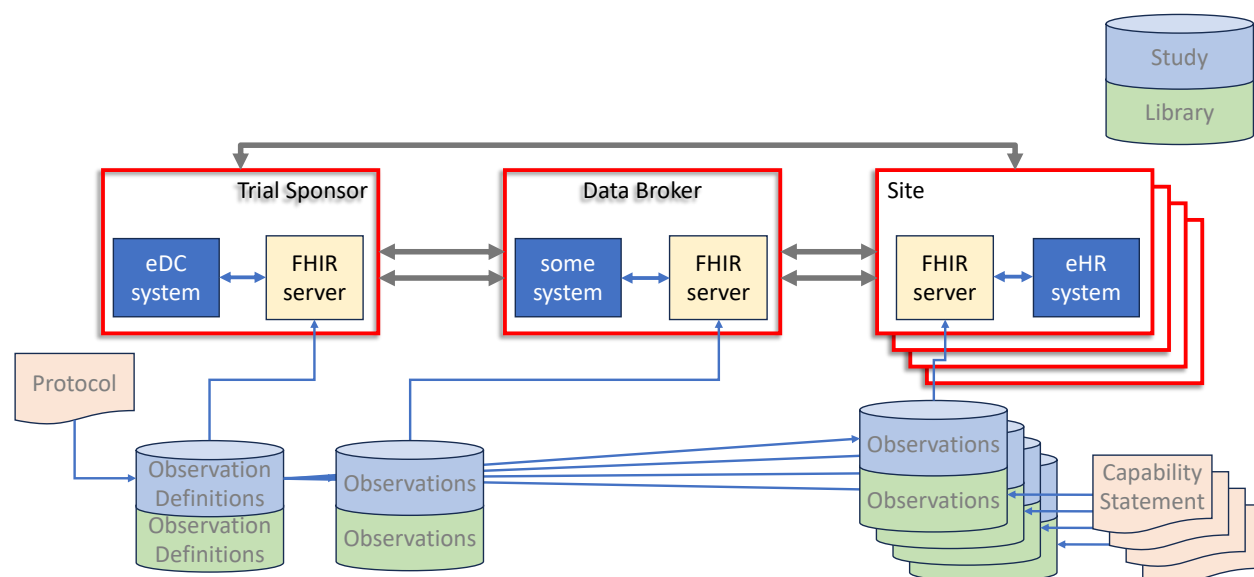 Study
Library
Trial Sponsor
Data Broker
Site
eDC
system
FHIR
server
some
system
FHIR
server
FHIR
server
eHR
system
Protocol
Observation
Definitions
Observation
Definitions
Observations
Observations
Observations
Observations
Capability
Statement